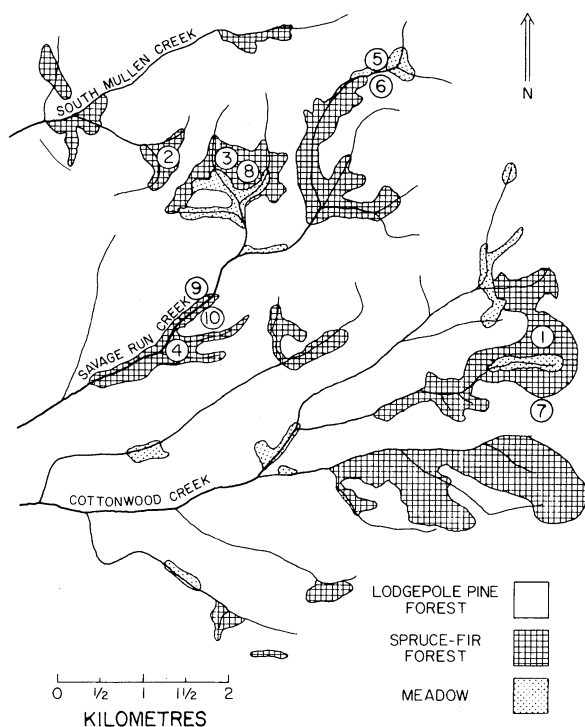 SOUTH MULLEN CREEK
5
6
N
2
3
8
9
10
SAVAGE RUN CREEK
4
1
7
COTTONWOOD CREEK
LODGEPOLE PINE
FOREST
SPRUCE-FIR
FOREST
MEADOW
0 1/2 1 1 1/2 2
KILOMETRES